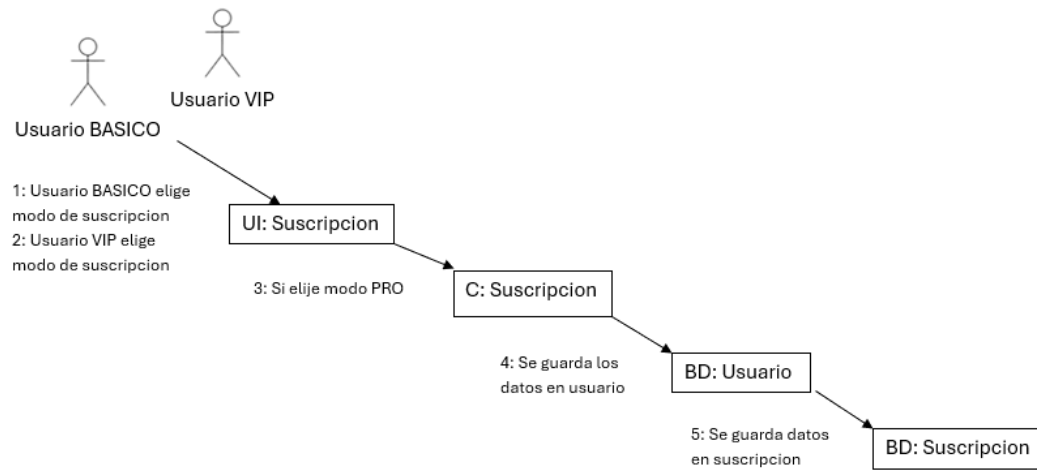 Usuario VIP
Usuario BASICO
1: Usuario BASICO elige
modo de suscripcion
2: Usuario VIP elige
modo de suscripcion
UI: Suscripcion
3: Si elije modo PRO
C: Suscripcion
4: Se guarda los
datos en usuario
BD: Usuario
5: Se guarda datos
en suscripcion
BD: Suscripcion